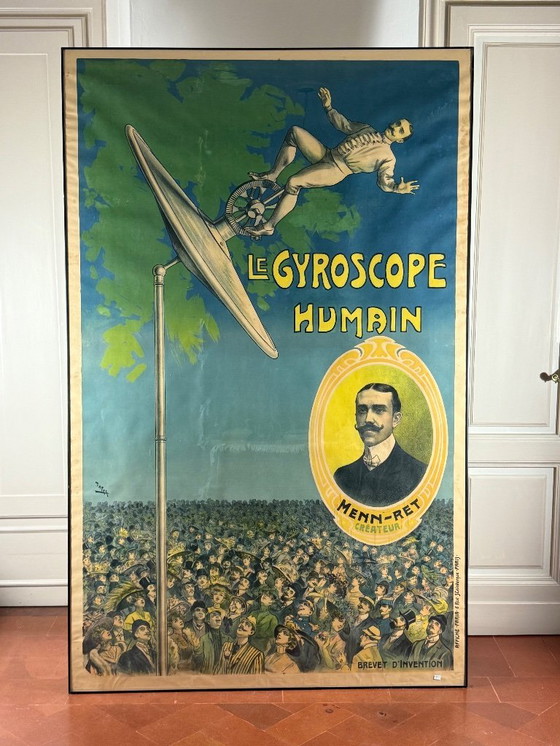 LE GYROSCOPE
HUMAIN
MENN-RET
CRÉATEUR
BREVET D'INVENTION